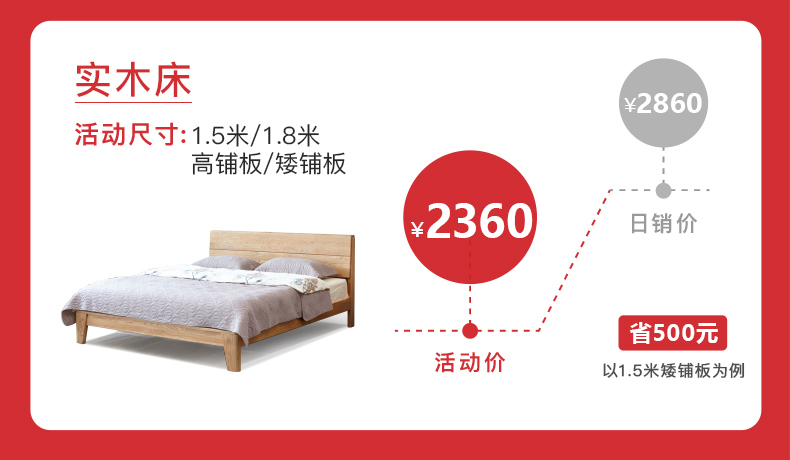 实木床
活动尺寸: 1.5米/1.8米
高铺板/矮铺板
¥2860
日销价
¥2360
活动价
省500元
以1.5米矮铺板为例